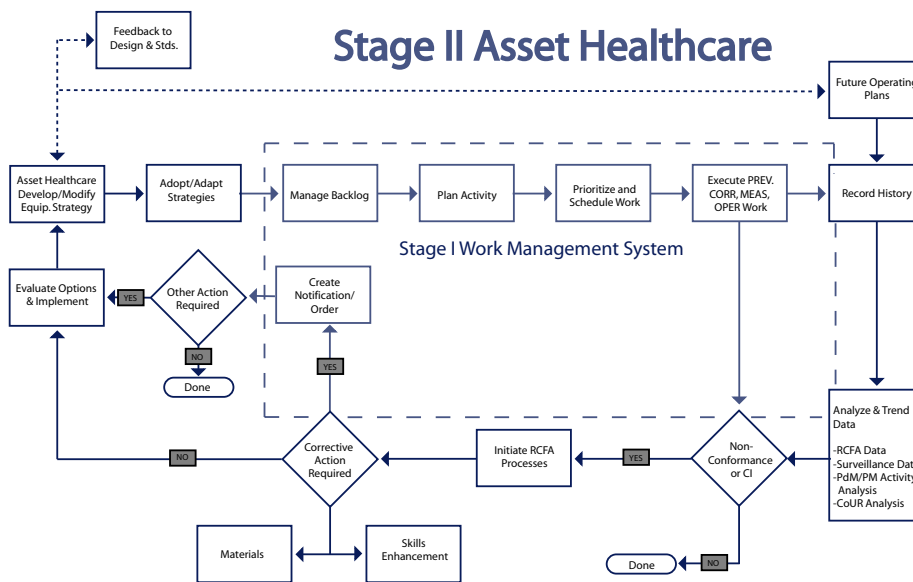 Stage II Asset Healthcare
Feedback to
Design & Stds.
Future Operating
Plans
Asset Healthcare
Develop/Modify
Equip. Strategy
Adopt/Adapt
Strategies
Manage Backlog
Plan Activity
Prioritize and
Schedule Work
Execute PREV.
CORR, MEAS,
OPER Work
Record History
Stage I Work Management System
Evaluate Options
& Implement
YES
Other Action
Required
Create
Notification/
Order
NO
Done
YES
Analyze & Trend
Data
-RCFA Data
-Surveillance Data
-PdM/PM Activity
Analysis
-CoUR Analysis
NO
Corrective
Action
Required
Initiate RCFA
Processes
YES
Non-
Conformance
or CI
Materials
Skills
Enhancement
Done
NO